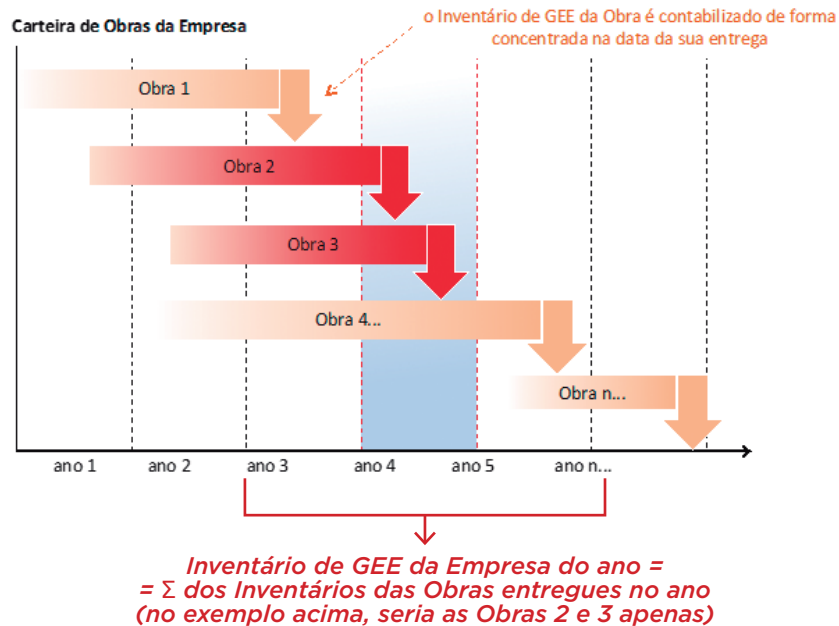 Carteira de Obras da Empresa
o Inventário de GEE da Obra é contabilizado de forma
concentrada na data da sua entrega
Obra 1
Obra 2
Obra 3
Obra 4...
Obra n...
ano 1
ano 2
ano 3
ano 4
ano 5
ano n...
Inventário de GEE da Empresa do ano =
= Σ dos Inventários das Obras entregues no ano
(no exemplo acima, seria as Obras 2 e 3 apenas)